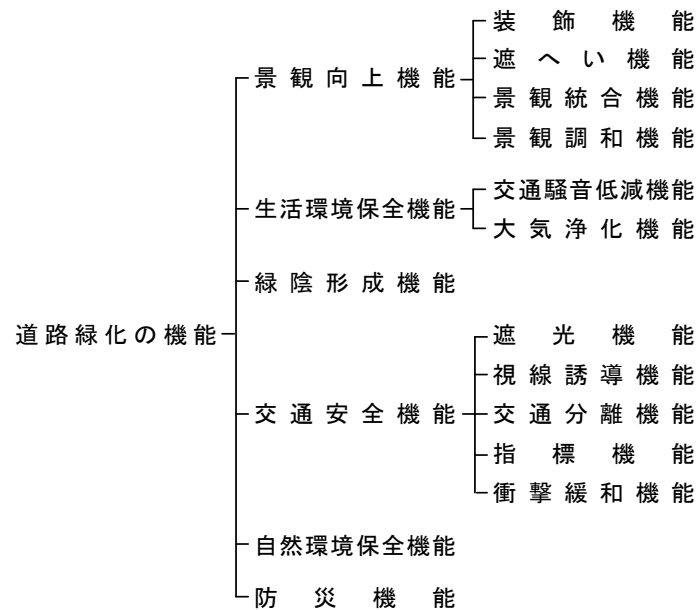 道路緑化の機能
景観向上機能
装飾機能
遮へい機能
景観統合機能
景観調和機能
生活環境保全機能
交通騒音低減機能
大気浄化機能
緑陰形成機能
交通安全機能
遮光機能
視線誘導機能
交通分離機能
指標機能
衝撃緩和機能
自然環境保全機能
防災機能